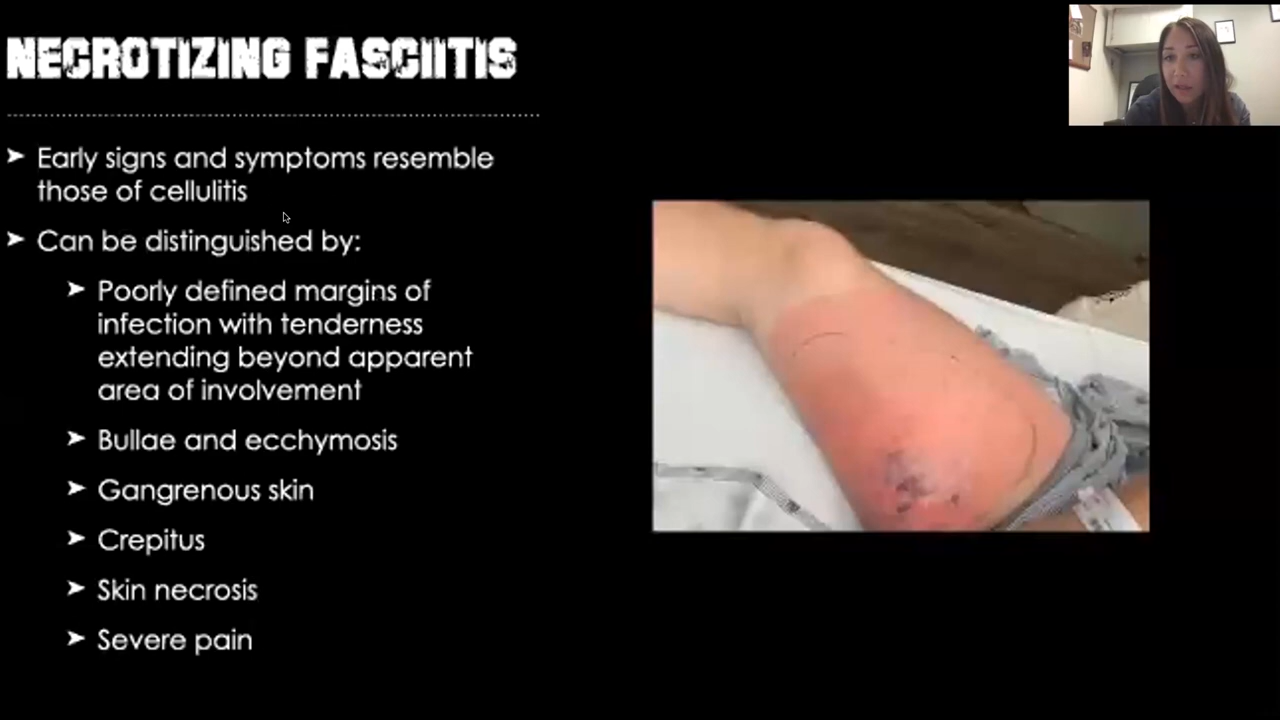 NECROTIZING FASCIITIS
Early signs and symptoms resemble
those of cellulitis
Can be distinguished by:
Poorly defined margins of
infection with tenderness
extending beyond apparent
area of involvement
Bullae and ecchymosis
Gangrenous skin
Crepitus
Skin necrosis
Severe pain